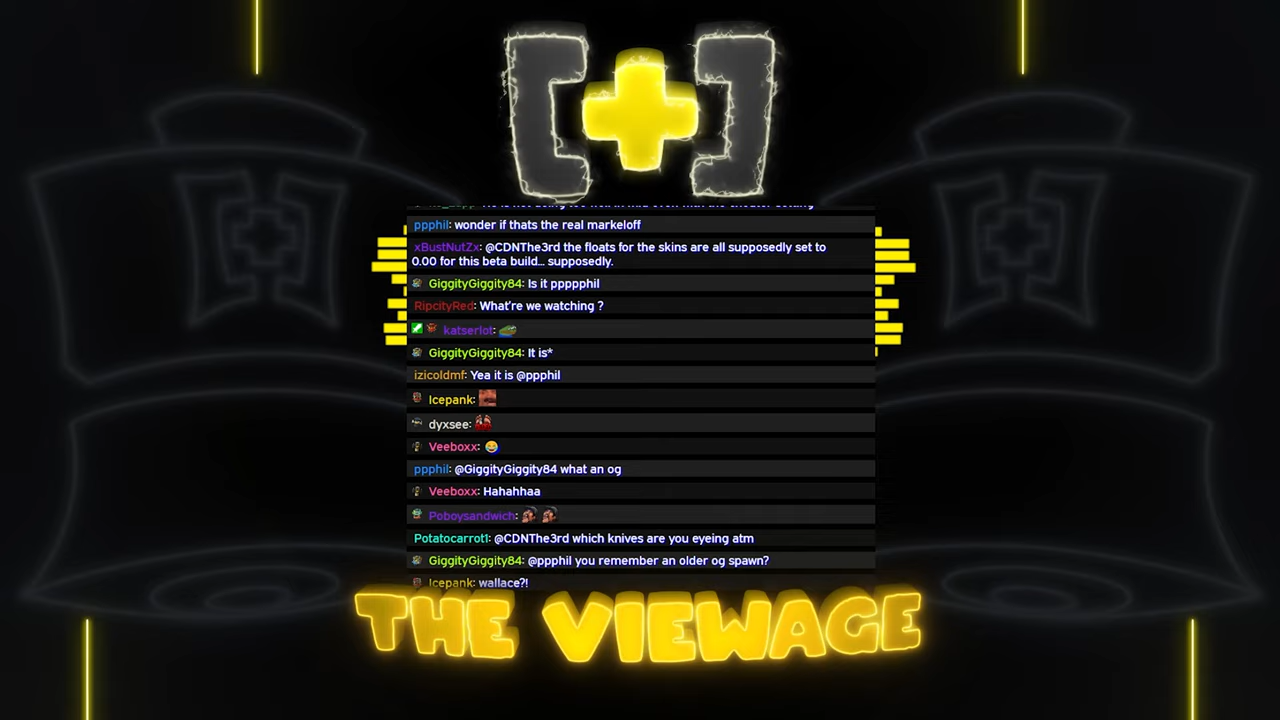 ppphil: wonder if thats the real markeloff
xBustNutZx: @CDNThe3rd the floats for the skins are all supposedly set to
0.00 for this beta build... supposedly.
GiggityGiggity84: Is it ppppphil
RipcityRed: What're we watching ?
katserlot:
GiggityGiggity84: It is*
izicoldmf: Yea it is @ppphil
Icepank:
dyxsee:
Veeboxx: 😂
ppphil: @GiggityGiggity84 what an og
Veeboxx: Hahahhaa
Poboysandwich:
Potatocarrot1: @CDNThe3rd which knives are you eyeing atm
GiggityGiggity84: @ppphil you remember an older og spawn?
Icepank: wallace?!
THE VIEWAGE